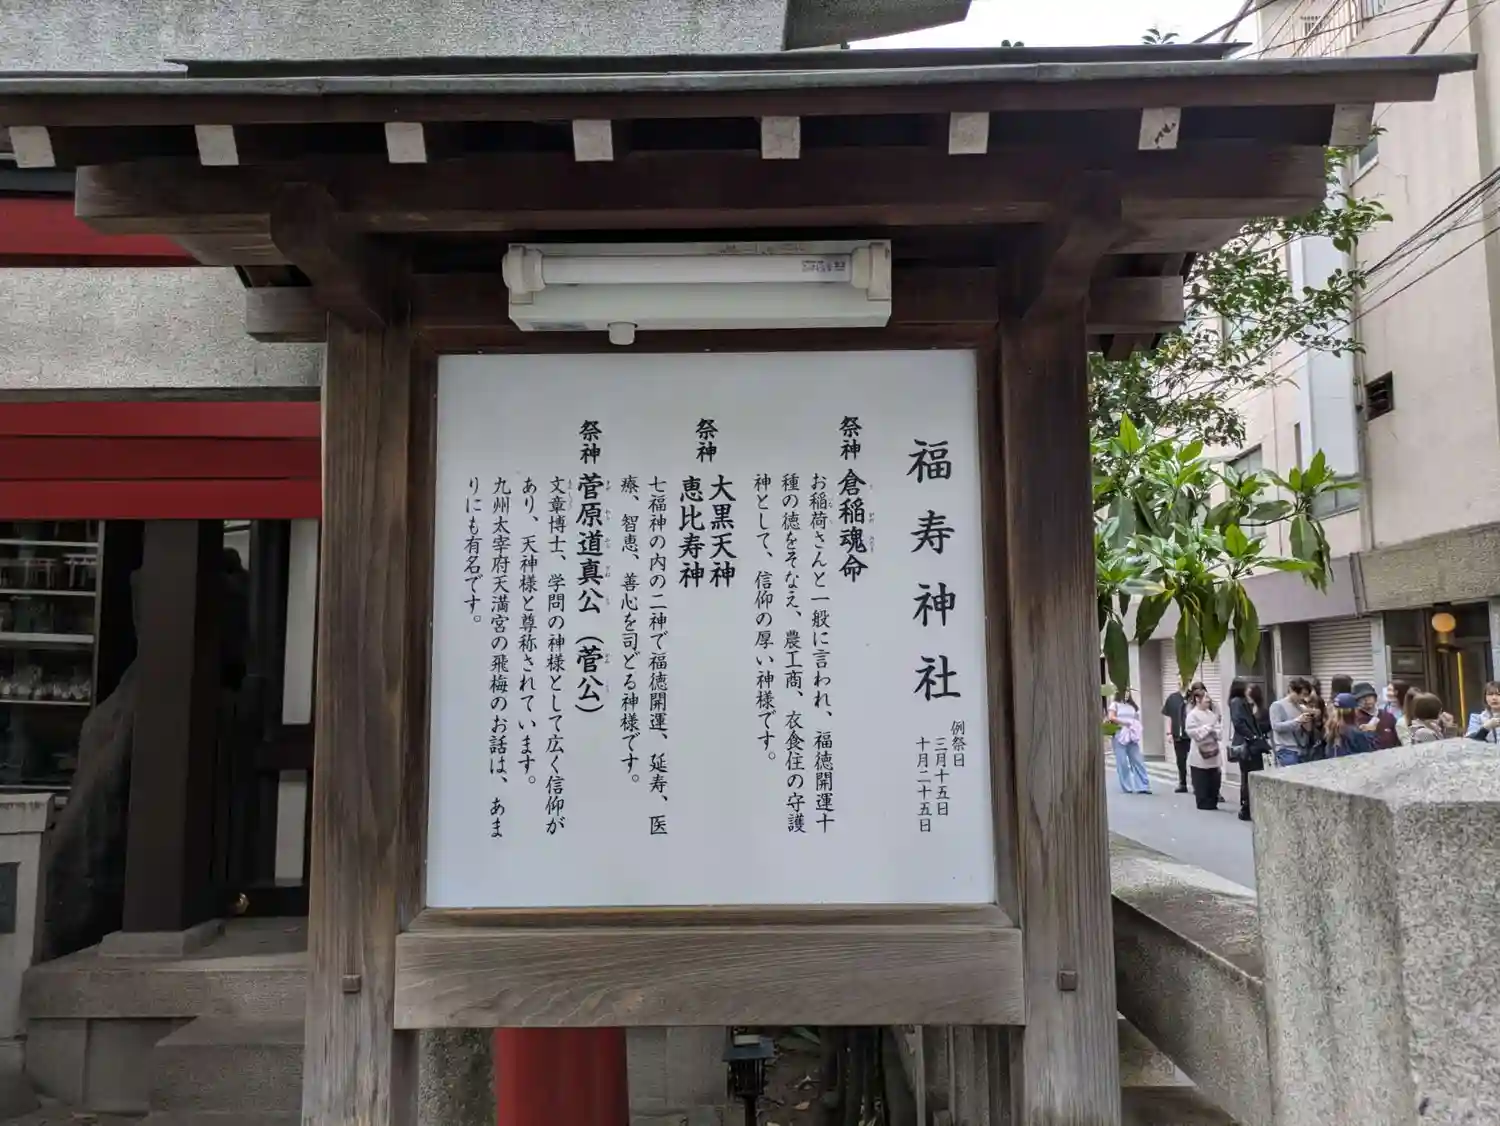 福寿神社
例祭日
三月十五日
十月二十五日
祭神 倉稲魂命
お稲荷さんと一般に言われ、福徳開運十
種の徳をそなえ、農工商、衣食住の守護
神として、信仰の厚い神様です。
祭神
大黒天神
恵比寿神
七福神の内の二神で福徳開運、延寿、医
療、智恵、善心を司どる神様です。
祭神 菅原道真公(菅公)
文章博士、学問の神様として広く信仰が
あり、天神様と尊称されています。
九州太宰府天満宮の飛梅のお話は、あま
りにも有名です。